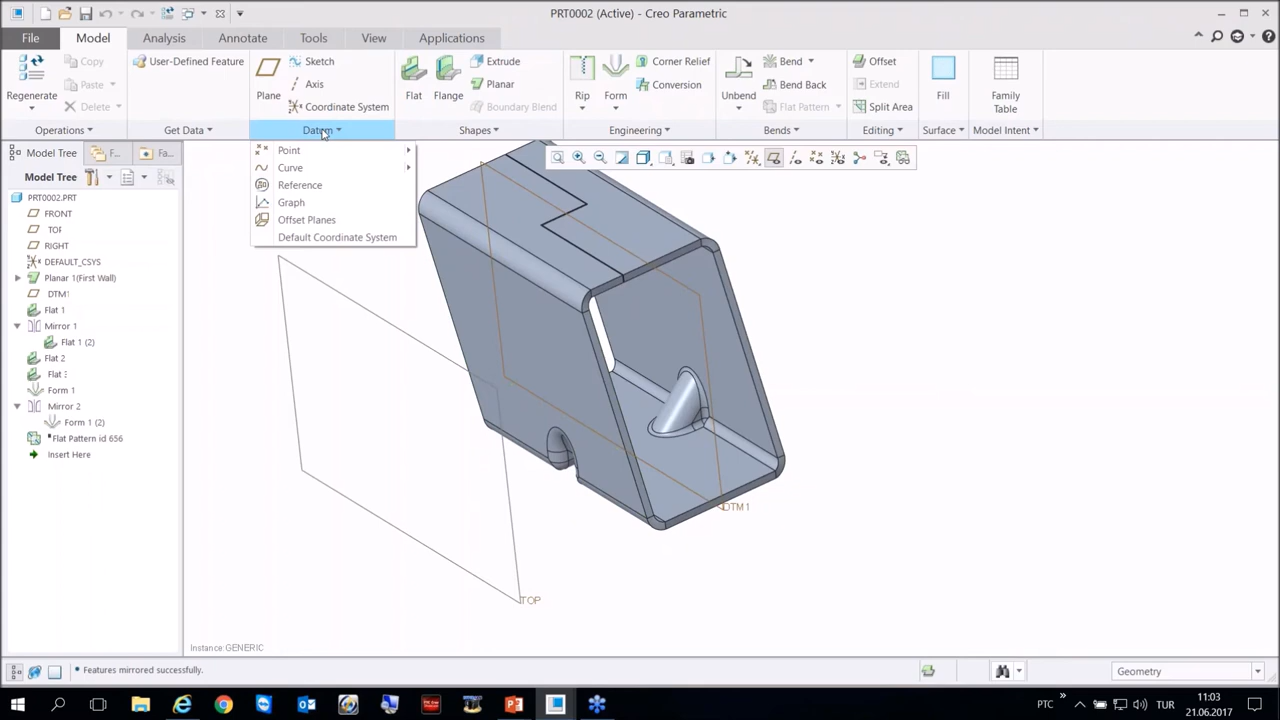 PRT0002 (Active) - Creo Parametric
File Model Analysis Annotate Tools View Applications
Regenerate
Copy
Paste
Delete
User-Defined Feature
Plane
Sketch
Axis
Coordinate System
Flat
Flange
Extrude
Planar
Boundary Blend
Rip
Form
Corner Relief
Conversion
Unbend
Bend
Bend Back
Flat Pattern
Offset
Extend
Split Area
Fill
Family
Table
Operations Get Data Datum Shapes Engineering Bends Editing Surface Model Intent
Model Tree F... Fa...
Model Tree
PRT0002.PRT
FRONT
TOP
RIGHT
DEFAULT_CSYS
Planar 1(First Wall)
DTM1
Flat 1
Mirror 1
Flat 1 (2)
Flat 2
Flat 3
Form 1
Mirror 2
Form 1 (2)
*Flat Pattern id 656
Insert Here
Point
Curve
Reference
Graph
Offset Planes
Default Coordinate System
DTM1
TOP
Instance:GENERIC
• Features mirrored successfully.
Geometry
PTC
TUR
11:03
21.06.2017